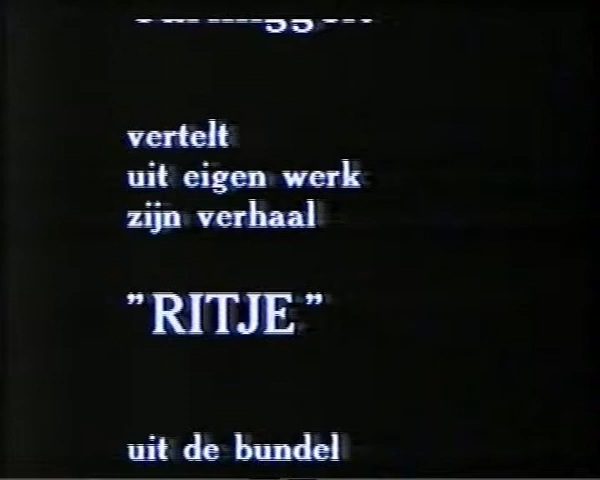 vertelt
uit eigen werk
zijn verhaal
”RITJE”
uit de bundel